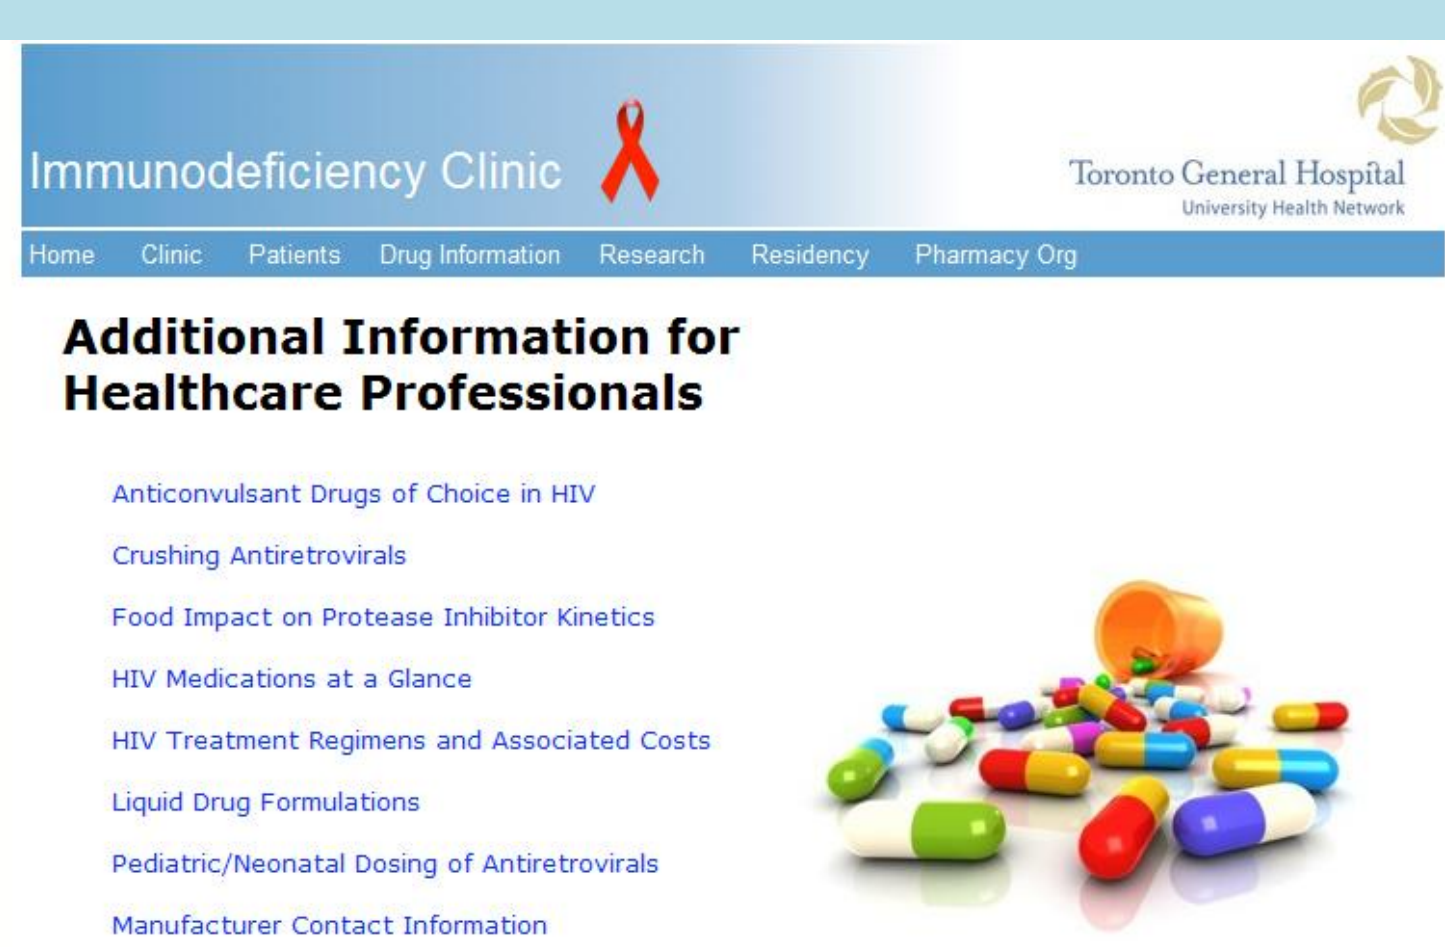 Immunodeficiency Clinic
Toronto General Hospital
University Health Network
Home Clinic Patients Drug Information Research Residency Pharmacy Org
Additional Information for
Healthcare Professionals
Anticonvulsant Drugs of Choice in HIV
Crushing Antiretrovirals
Food Impact on Protease Inhibitor Kinetics
HIV Medications at a Glance
HIV Treatment Regimens and Associated Costs
Liquid Drug Formulations
Pediatric/Neonatal Dosing of Antiretrovirals
Manufacturer Contact Information